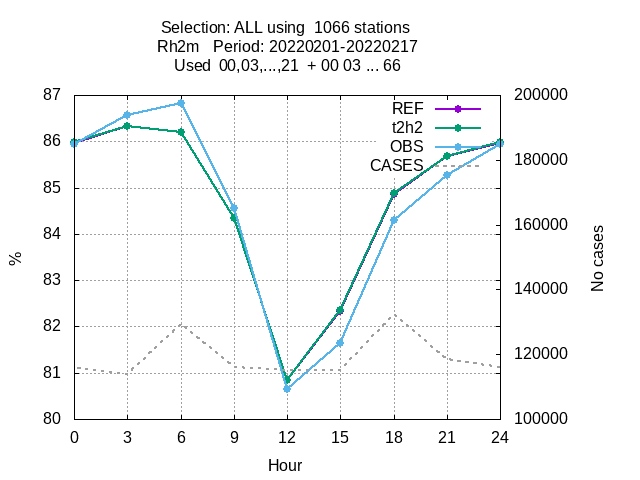 Selection: ALL using  1066 stations
Rh2m   Period: 20220201-20220217
Used  00,03,...,21  + 00 03 ... 66
87
200000
REF
t2h2
86
OBS
180000
CASES
85
160000
84
%
No cases
83
140000
82
120000
81
80
100000
0 3 6 9 12 15 18 21 24
Hour